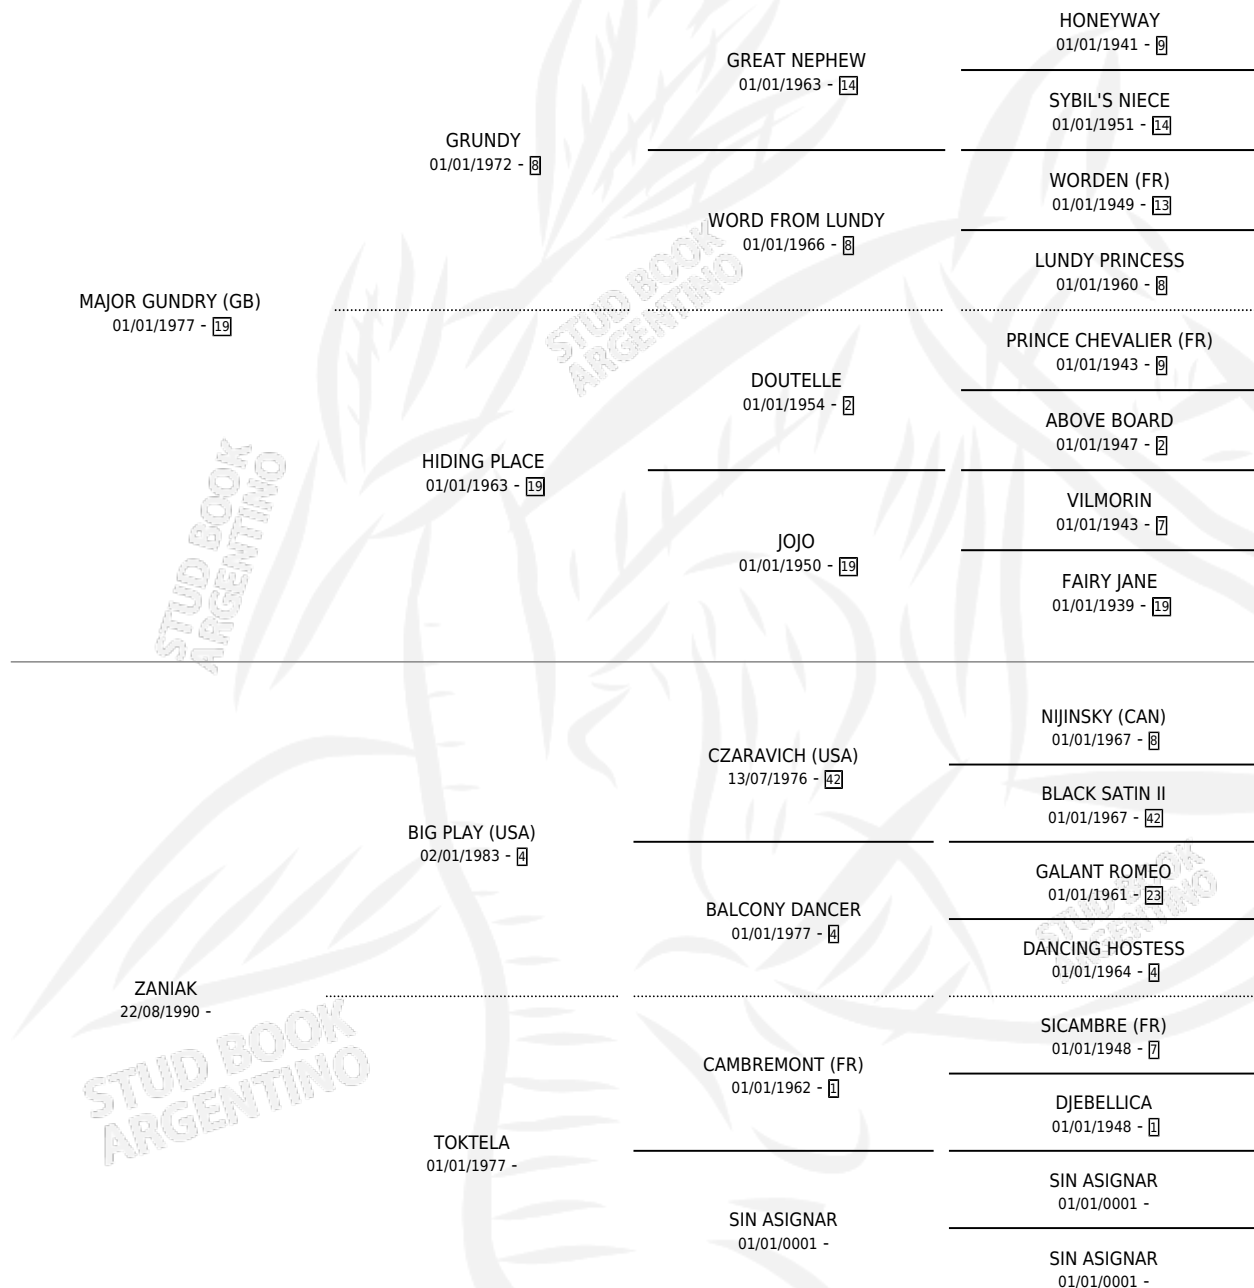 HONEYWAY
01/01/1941 - 9
GREAT NEPHEW
01/01/1963 - 14
SYBIL'S NIECE
01/01/1951 - 14
GRUNDY
01/01/1972 - 8
WORDEN (FR)
01/01/1949 - 13
WORD FROM LUNDY
01/01/1966 - 8
LUNDY PRINCESS
01/01/1960 - 8
MAJOR GUNDRY (GB)
01/01/1977 - 19
PRINCE CHEVALIER (FR)
01/01/1943 - 9
DOUTELLE
01/01/1954 - 2
ABOVE BOARD
01/01/1947 - 2
HIDING PLACE
01/01/1963 - 19
VILMORIN
01/01/1943 - 7
JOJO
01/01/1950 - 19
FAIRY JANE
01/01/1939 - 19
NIJINSKY (CAN)
01/01/1967 - 8
CZARAVICH (USA)
13/07/1976 - 42
BLACK SATIN II
01/01/1967 - 42
BIG PLAY (USA)
02/01/1983 - 4
GALANT ROMEO
01/01/1961 - 23
BALCONY DANCER
01/01/1977 - 4
DANCING HOSTESS
01/01/1964 - 4
ZANIAK
22/08/1990 -
SICAMBRE (FR)
01/01/1948 - 7
CAMBREMONT (FR)
01/01/1962 - 1
DJEBELLICA
01/01/1948 - 1
TOKTELA
01/01/1977 -
SIN ASIGNAR
01/01/0001 -
SIN ASIGNAR
01/01/0001 -
SIN ASIGNAR
01/01/0001 -
STUD BOOK
ARGENTINO
STUD BOOK
ARGENTINO
STUD BOOK
ARGENTINO
STUD BOOK
ARGENTINO